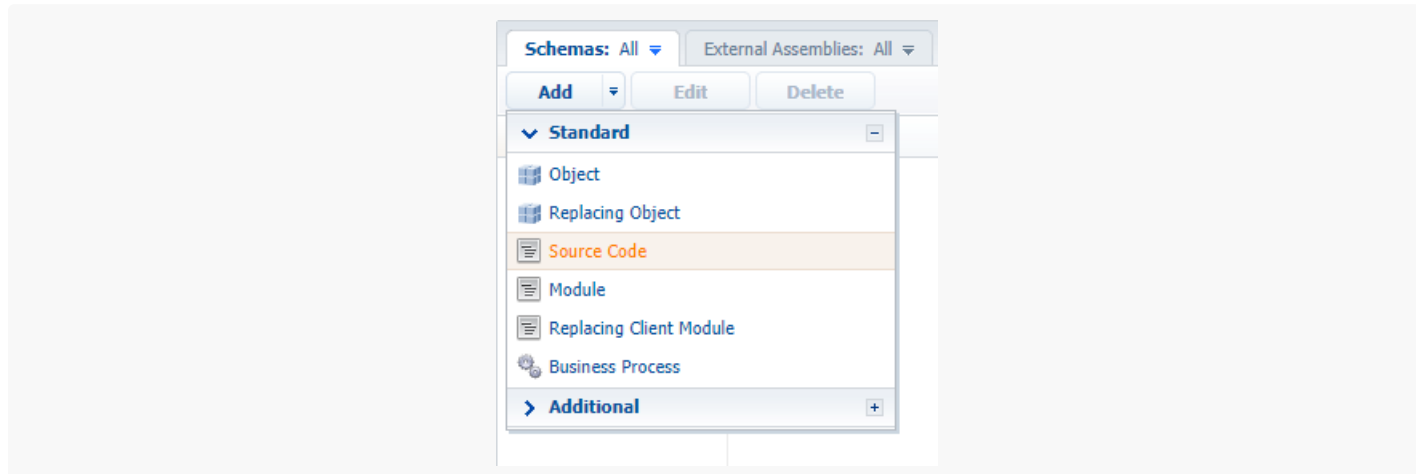 Schemas: All External Assemblies: All
Add Edit Delete
Standard
Object
Replacing Object
Source Code
Module
Replacing Client Module
Business Process
Additional